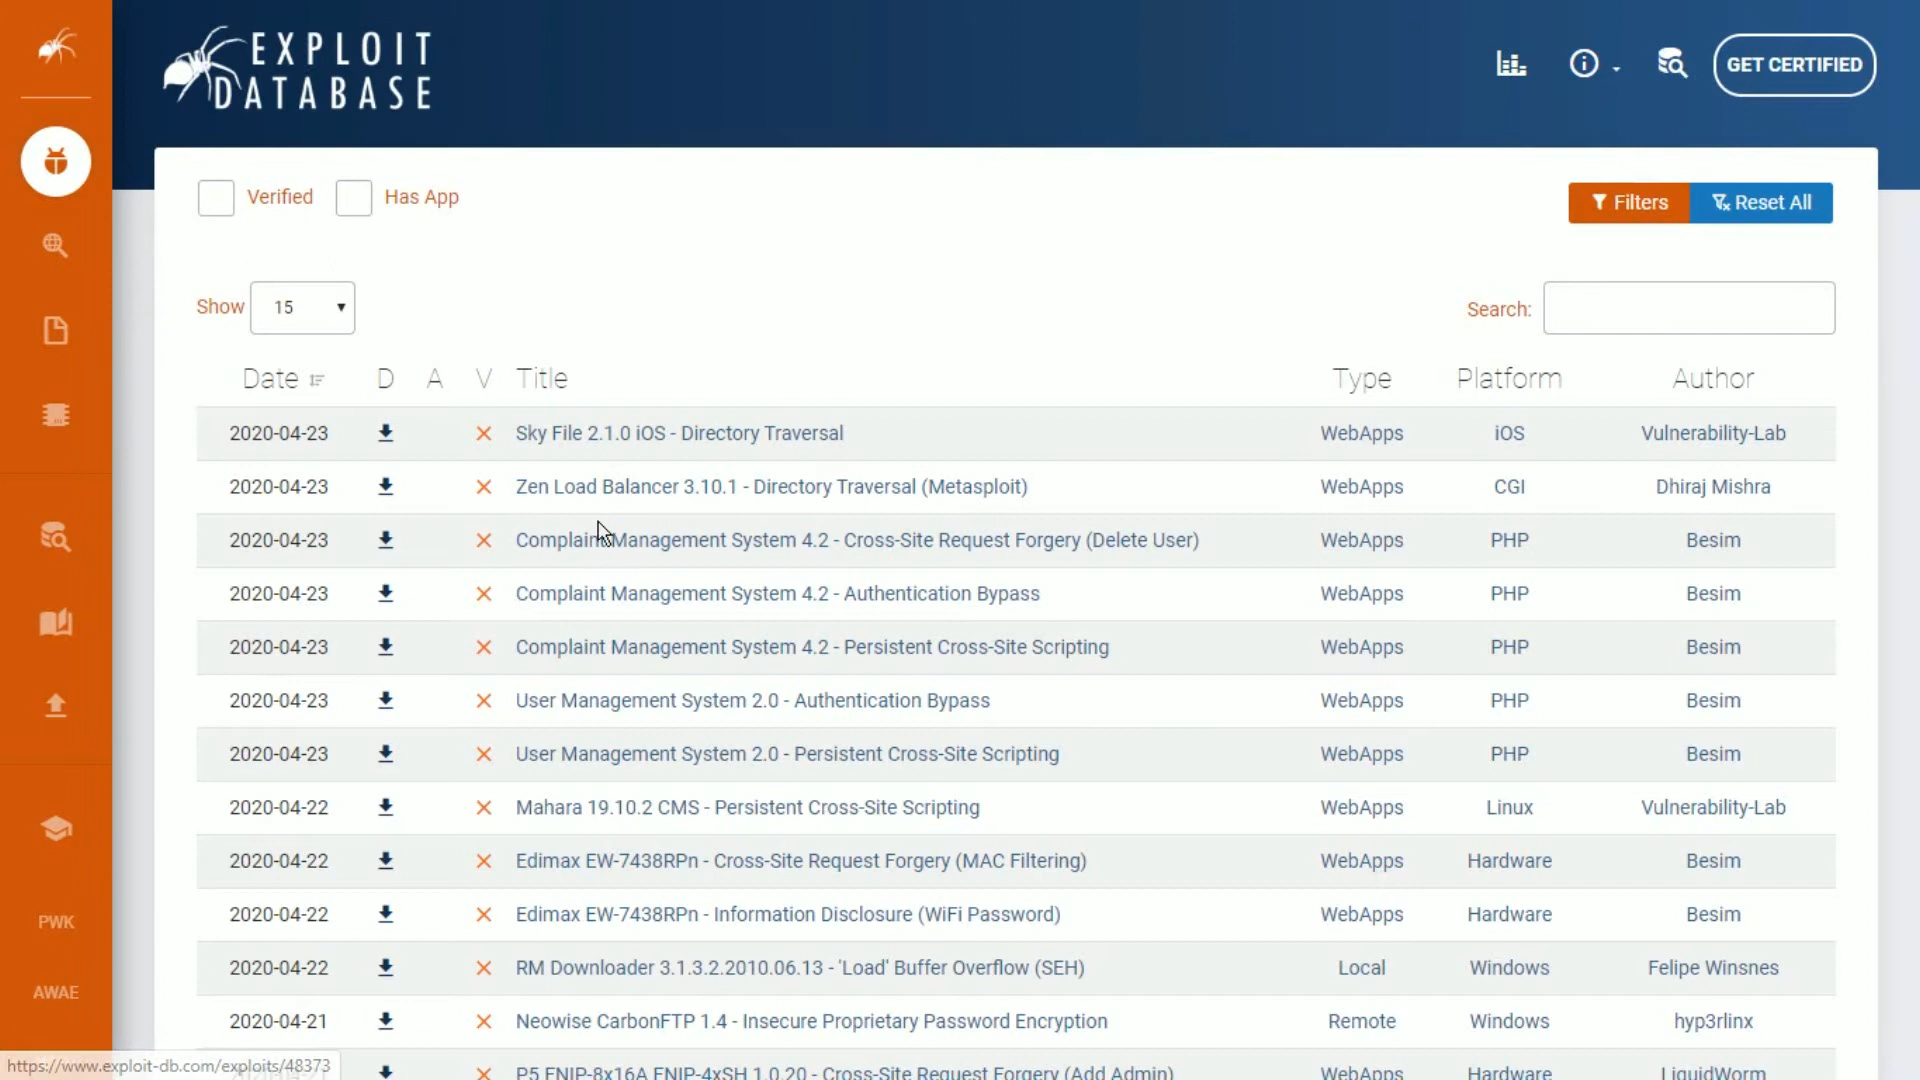 EXPLOIT
DATABASE
GET CERTIFIED
Verified Has App
Filters Reset All
Show 15 Search:
Date D A V Title Type Platform Author
2020-04-23 Sky File 2.1.0 iOS - Directory Traversal WebApps iOS Vulnerability-Lab
2020-04-23 Zen Load Balancer 3.10.1 - Directory Traversal (Metasploit) WebApps CGI Dhiraj Mishra
2020-04-23 Complaint Management System 4.2 - Cross-Site Request Forgery (Delete User) WebApps PHP Besim
2020-04-23 Complaint Management System 4.2 - Authentication Bypass WebApps PHP Besim
2020-04-23 Complaint Management System 4.2 - Persistent Cross-Site Scripting WebApps PHP Besim
2020-04-23 User Management System 2.0 - Authentication Bypass WebApps PHP Besim
2020-04-23 User Management System 2.0 - Persistent Cross-Site Scripting WebApps PHP Besim
2020-04-22 Mahara 19.10.2 CMS - Persistent Cross-Site Scripting WebApps Linux Vulnerability-Lab
2020-04-22 Edimax EW-7438RPn - Cross-Site Request Forgery (MAC Filtering) WebApps Hardware Besim
2020-04-22 Edimax EW-7438RPn - Information Disclosure (WiFi Password) WebApps Hardware Besim
PWK
2020-04-22 RM Downloader 3.1.3.2.2010.06.13 - 'Load' Buffer Overflow (SEH) Local Windows Felipe Winsnes
AWAE
2020-04-21 Neowise CarbonFTP 1.4 - Insecure Proprietary Password Encryption Remote Windows hyp3rlinx
P5 FNIP-8x16A FNIP-4xSH 1.0.20 - Cross-Site Request Forgery (Add Admin) WebApps Hardware LiquidWorm
https://www.exploit-db.com/exploits/48373